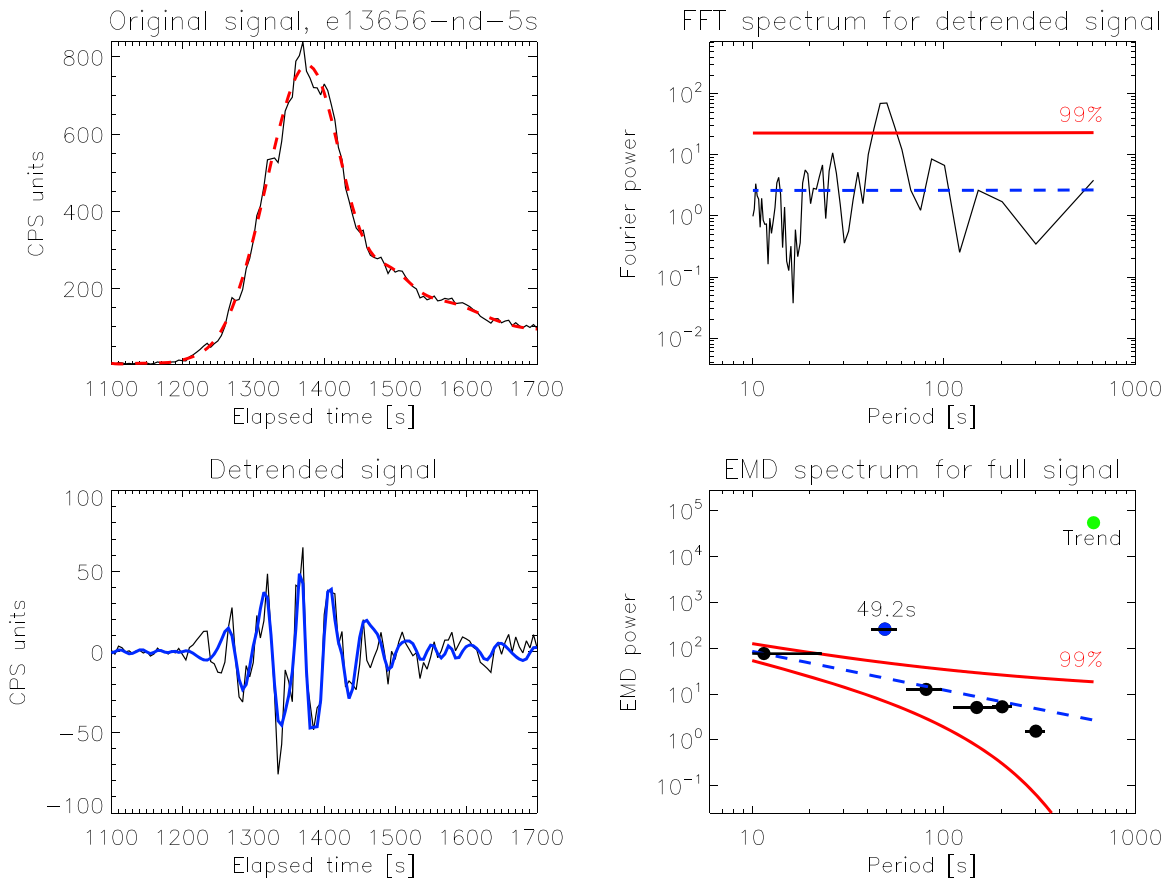 Original signal, e13656-nd-5s
CPS units
800
600
400
200
1100 1200 1300 1400 1500 1600 1700
Elapsed time [s]
FFT spectrum for detrended signal
Fourier power
10^2
10^1
10^0
10^-1
10^-2
99%
10 100 1000
Period [s]
Detrended signal
CPS units
100
50
0
-50
-100
1100 1200 1300 1400 1500 1600 1700
Elapsed time [s]
EMD spectrum for full signal
EMD power
10^5
10^4
10^3
10^2
10^1
10^0
10^-1
Trend
49.2s
99%
10 100 1000
Period [s]